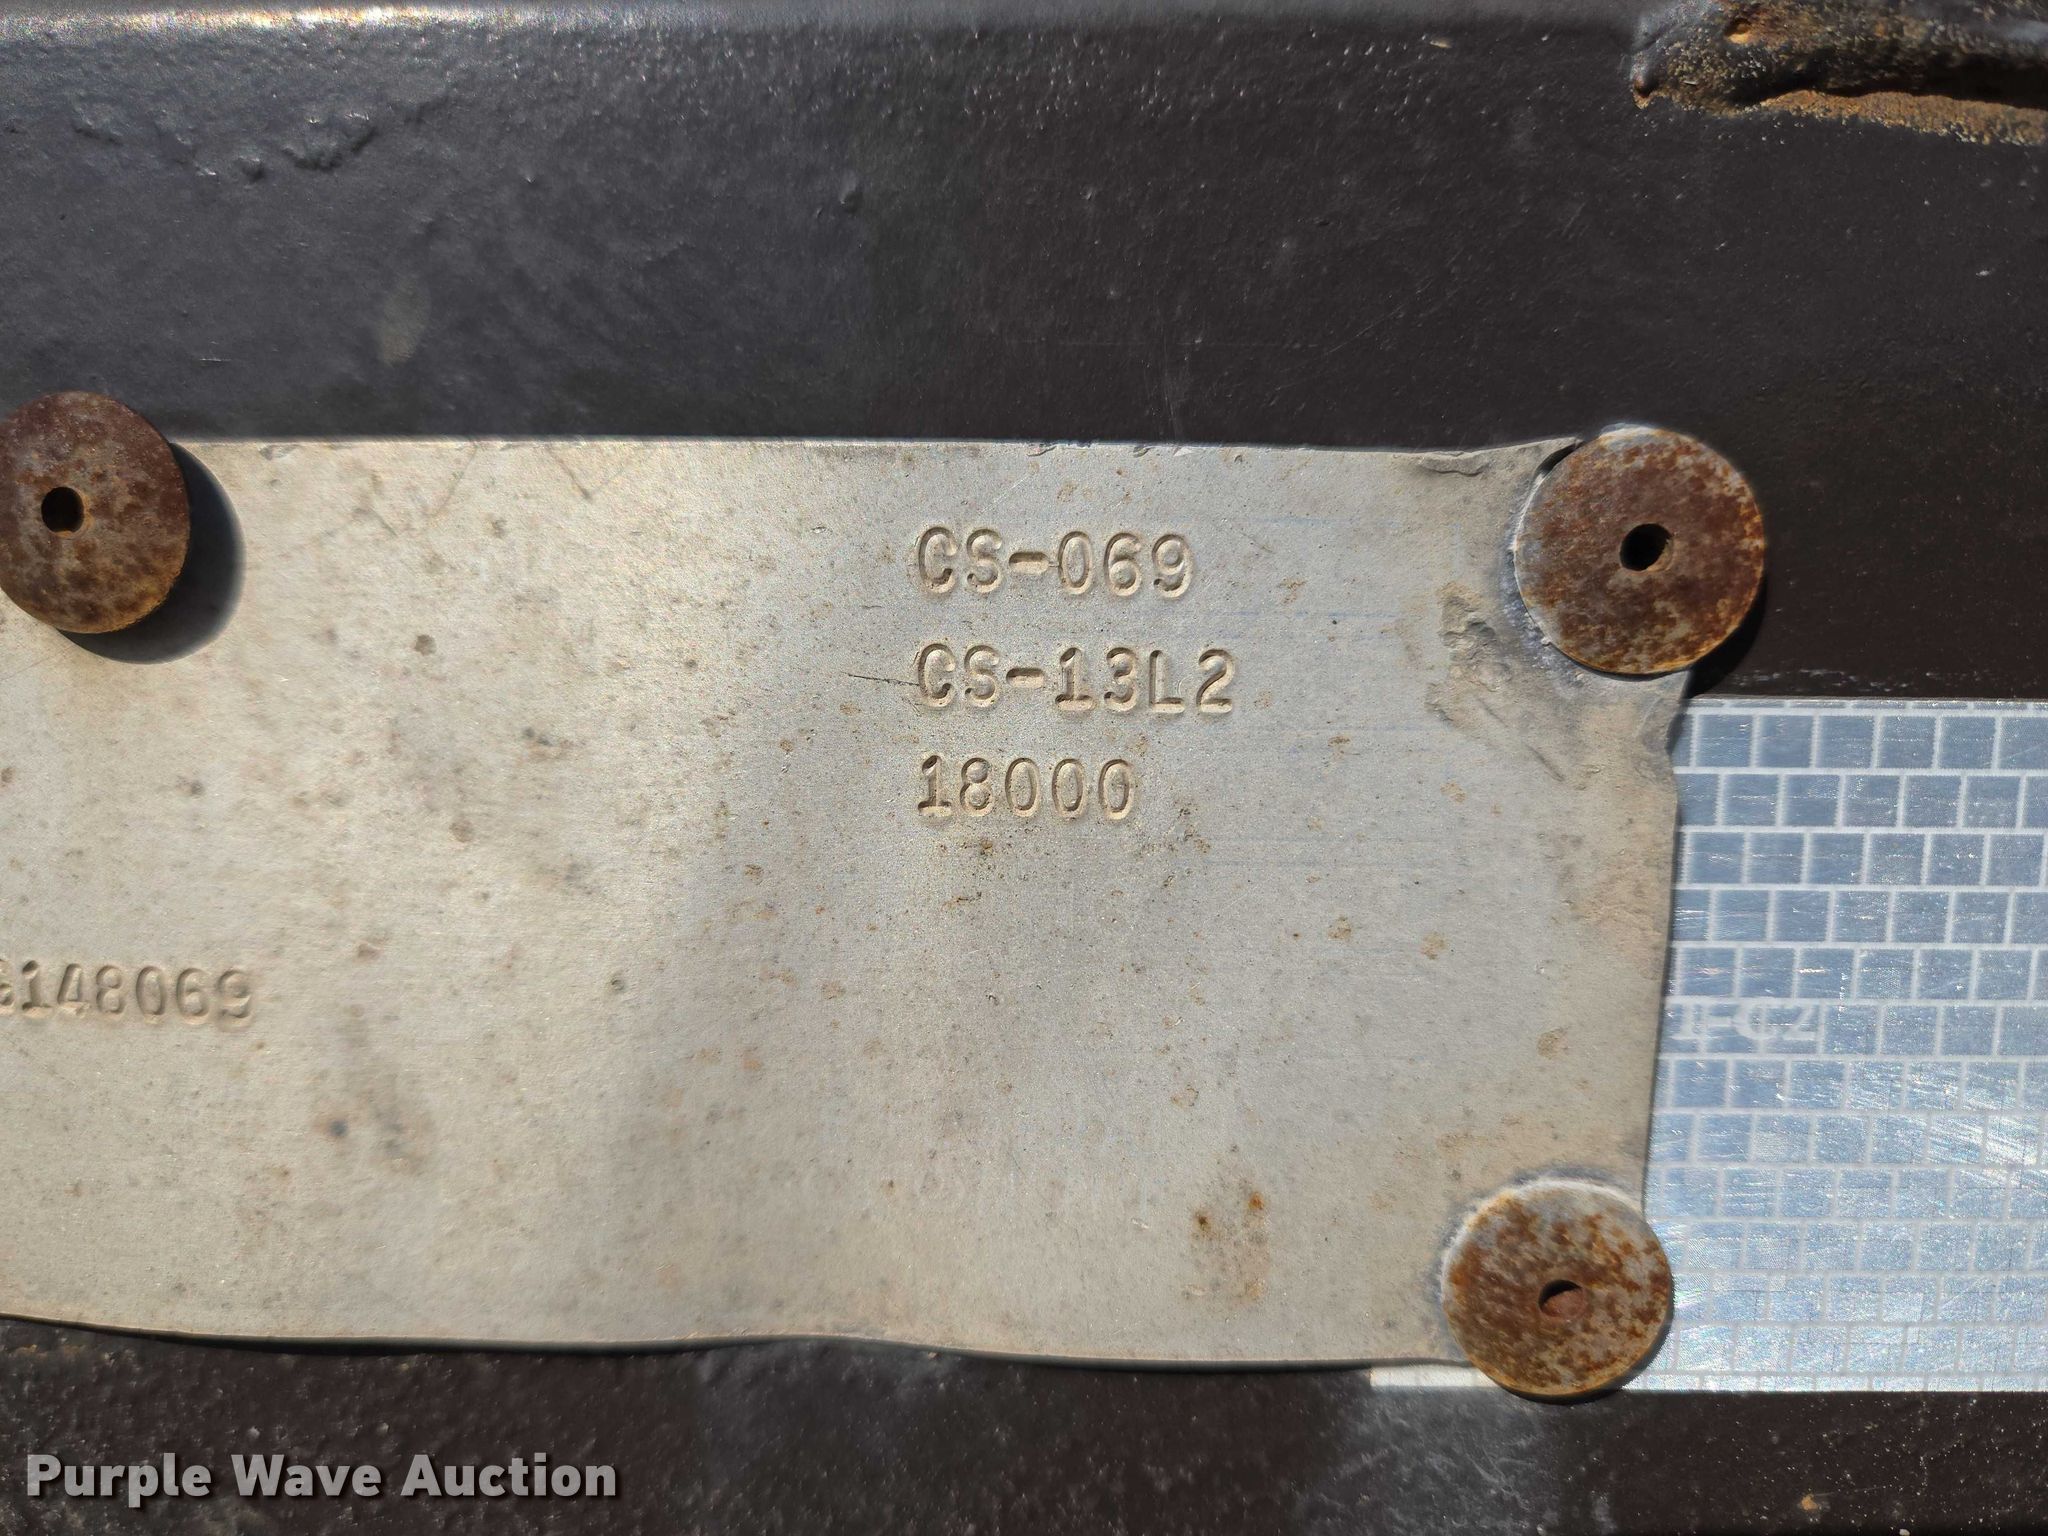 CS-069
CS-13L2
18000
148069
Purple Wave Auction